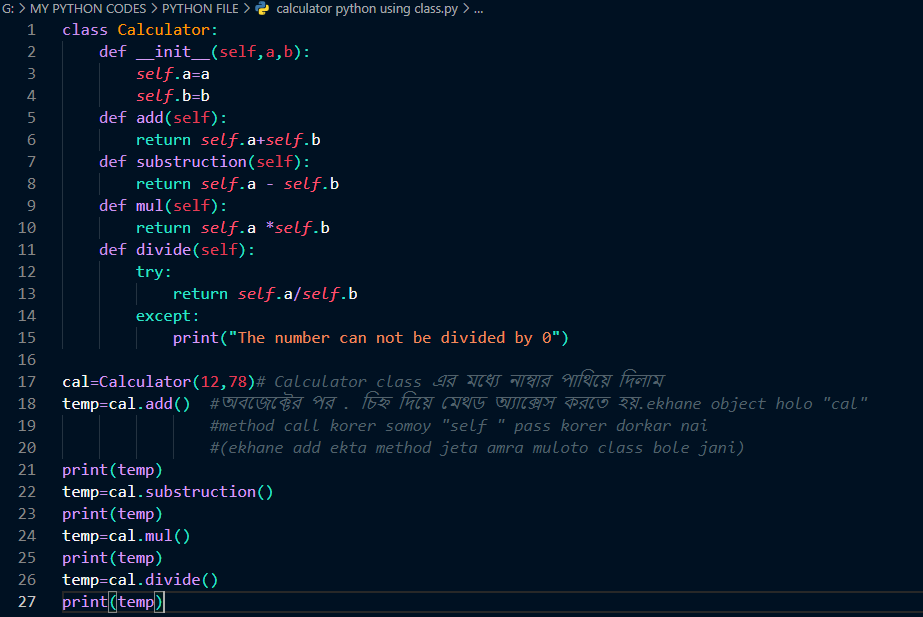 G: > MY PYTHON CODES > PYTHON FILE > calculator python using class.py > ...
1 class Calculator:
2     def __init__(self,a,b):
3         self.a=a
4         self.b=b
5     def add(self):
6         return self.a+self.b
7     def substruction(self):
8         return self.a - self.b
9     def mul(self):
10         return self.a *self.b
11     def divide(self):
12         try:
13             return self.a/self.b
14         except:
15             print("The number can not be divided by 0")
16
17 cal=Calculator(12,78)# Calculator class এর মধ্যে নাম্বার পাথিয়ে দিলাম
18 temp=cal.add()  #অবজেক্টের পর . চিহ্ন দিয়ে মেথড অ্যাক্সেস করতে হয়.ekhane object holo "cal"
19                 #method call korer somoy "self " pass korer dorkar nai
20                 #(ekhane add ekta method jeta amra muloto class bole jani)
21 print(temp)
22 temp=cal.substruction()
23 print(temp)
24 temp=cal.mul()
25 print(temp)
26 temp=cal.divide()
27 print(temp)